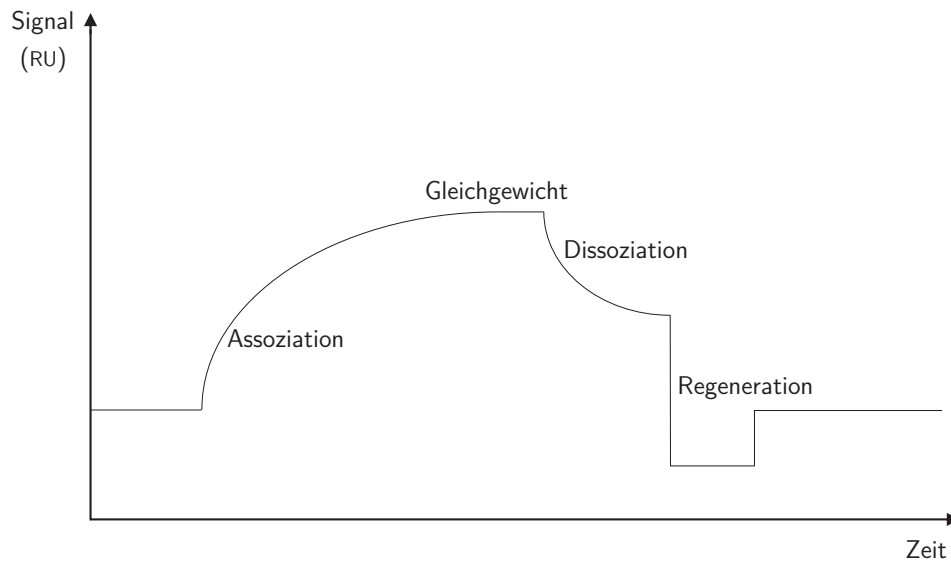 Signal
(RU)
Gleichgewicht
Dissoziation
Assoziation
Regeneration
Zeit